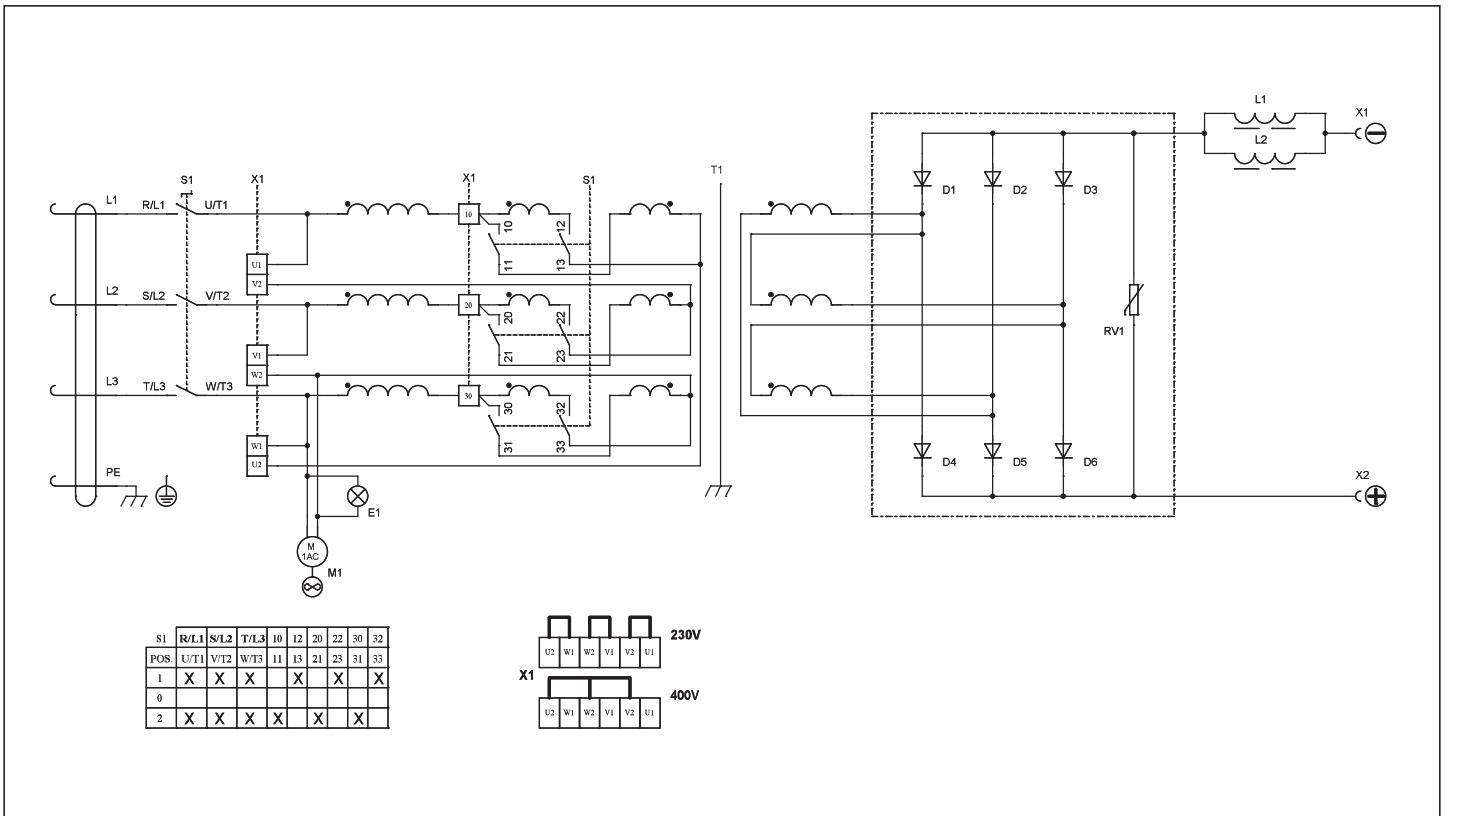 L1
X1
L2
T1
S1 X1 X1 S1
L1 R/L1 U/T1 10 10 12
D1 D2 D3
11 13
U1
V2
L2 S/L2 V/T2 20 20 22
RV1
21 23
V1
W2
L3 T/L3 W/T3 30 30 32
31 33
W1
U2
D4 D5 D6
PE
X2
E1
M
1AC
M1
S1 R/L1 S/L2 T/L3 10 12 20 22 30 32
POS. U/T1 V/T2 W/T3 11 13 21 23 31 33
1 X X X X X X
0
2 X X X X X X
230V
U2 W1 W2 V1 V2 U1
X1
400V
U2 W1 W2 V1 V2 U1